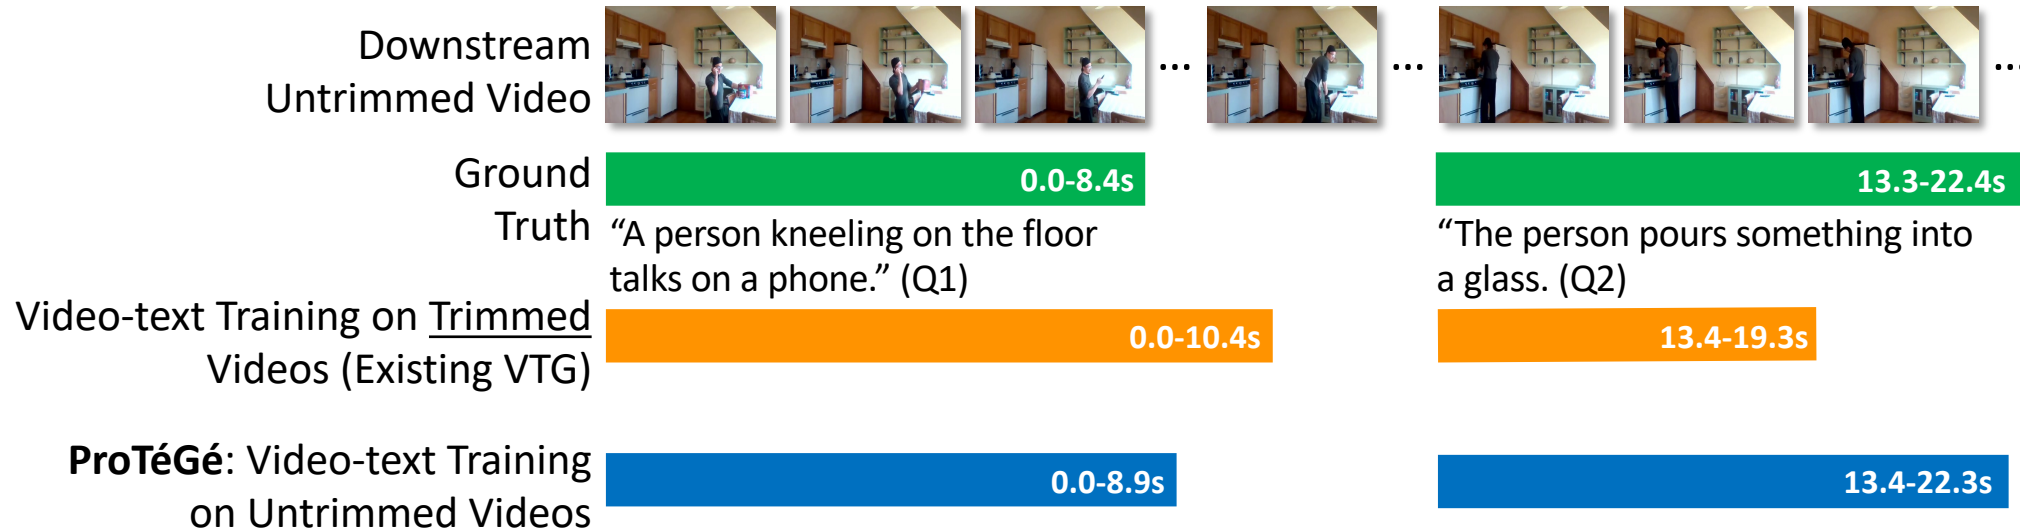 Downstream
Untrimmed Video
... ... ...
Ground
Truth
0.0-8.4s
13.3-22.4s
“A person kneeling on the floor
talks on a phone.” (Q1)
“The person pours something into
a glass. (Q2)
Video-text Training on Trimmed
Videos (Existing VTG)
0.0-10.4s
13.4-19.3s
ProTéGé: Video-text Training
on Untrimmed Videos
0.0-8.9s
13.4-22.3s